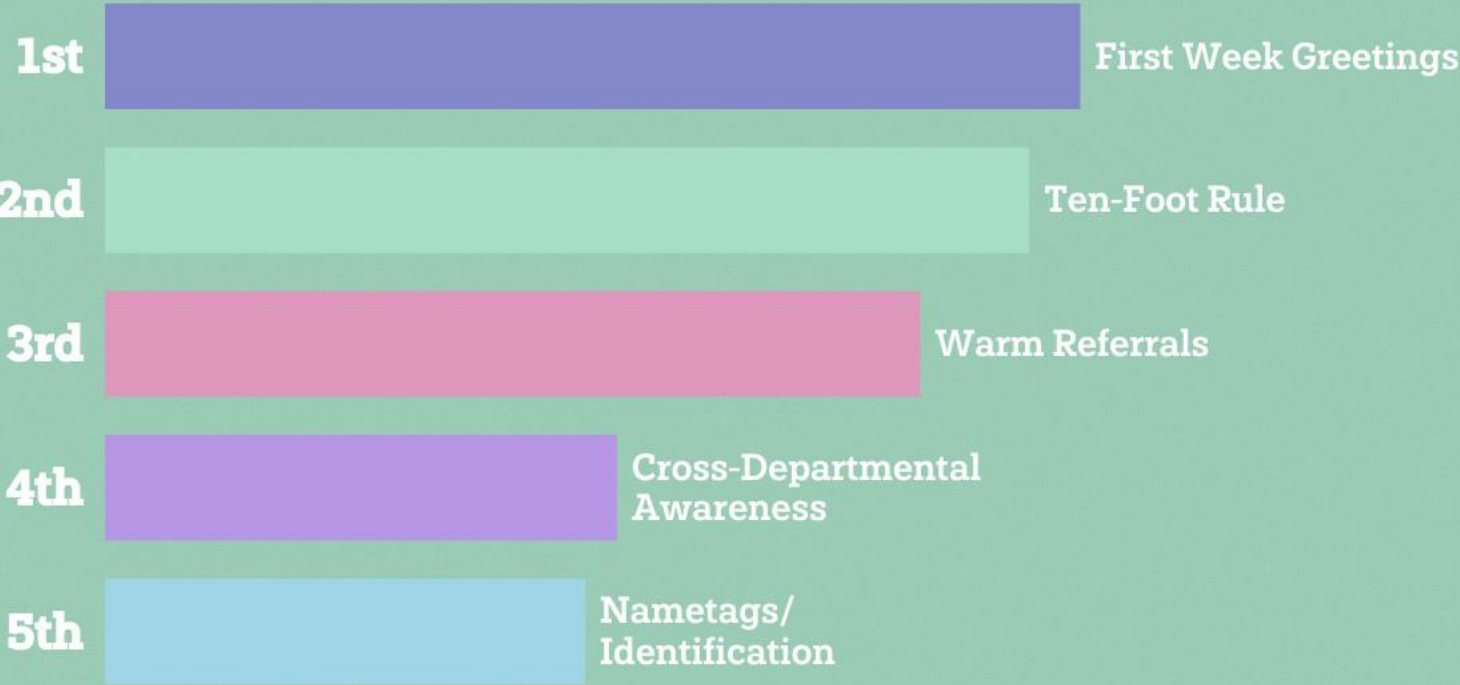 1st
First Week Greetings
2nd
Ten-Foot Rule
3rd
Warm Referrals
4th
Cross-Departmental
Awareness
5th
Nametags/
Identification